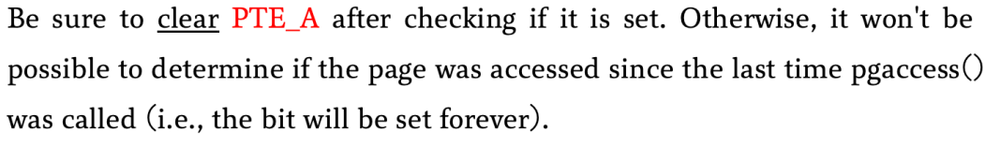 Be sure to clear PTE_A after checking if it is set. Otherwise, it won't be
possible to determine if the page was accessed since the last time pgaccess()
was called (i.e., the bit will be set forever).